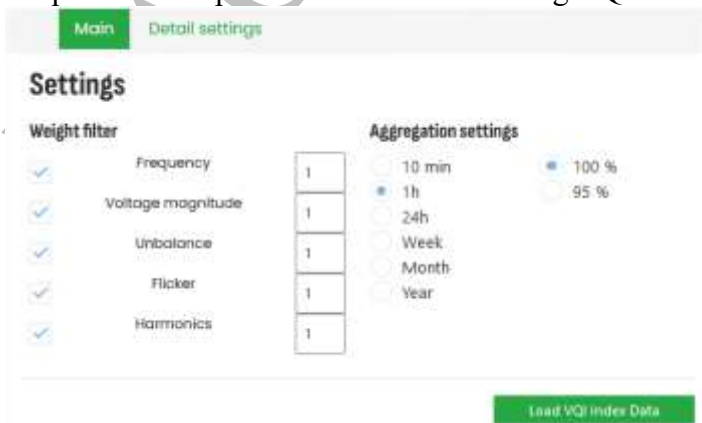 Main Detail settings
Settings
Weight filter
Frequency 1
Voltage magnitude 1
Unbalance 1
Flicker 1
Harmonics 1
Aggregation settings
10 min
1h
24h
Week
Month
Year
100 %
95 %
Load VQI index Data